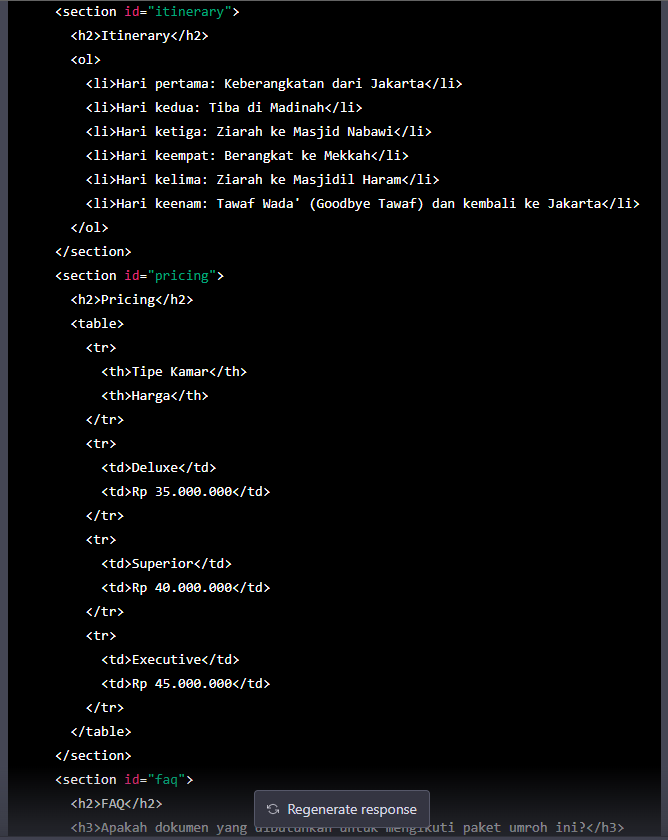 <section id="itinerary">
<h2>Itinerary</h2>
<ol>
<li>Hari pertama: Keberangkatan dari Jakarta</li>
<li>Hari kedua: Tiba di Madinah</li>
<li>Hari ketiga: Ziarah ke Masjid Nabawi</li>
<li>Hari keempat: Berangkat ke Mekkah</li>
<li>Hari kelima: Ziarah ke Masjidil Haram</li>
<li>Hari keenam: Tawaf Wada' (Goodbye Tawaf) dan kembali ke Jakarta</li>
</ol>
</section>
<section id="pricing">
<h2>Pricing</h2>
<table>
<tr>
<th>Tipe Kamar</th>
<th>Harga</th>
</tr>
<tr>
<td>Deluxe</td>
<td>Rp 35.000.000</td>
</tr>
<tr>
<td>Superior</td>
<td>Rp 40.000.000</td>
</tr>
<tr>
<td>Executive</td>
<td>Rp 45.000.000</td>
</tr>
</table>
</section>
<section id="faq">
<h2>FAQ</h2>
Regenerate response
<h3>Apakah dokumen yang dibutuhkan untuk mengikuti paket umroh ini?</h3>